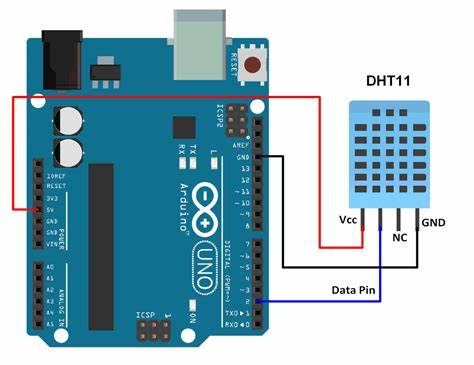 RESET
DHT11
ICSP2
AREF
GND
13
12
~11
~10
~9
8
7
~6
~5
4
~3
2
TX0▶1
RX0◀0
L
TX
RX
Arduino
UNO
DIGITAL (PWM~)
IOREF
RESET
3V3
5V
GND
GND
VIN
POWER
A0
A1
A2
A3
A4
A5
ANALOG IN
ICSP
ON
Vcc
NC
GND
Data Pin